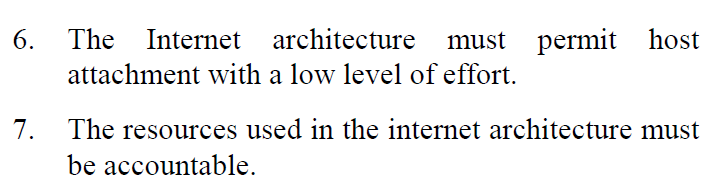 6. The Internet architecture must permit host
attachment with a low level of effort.
7. The resources used in the internet architecture must
be accountable.